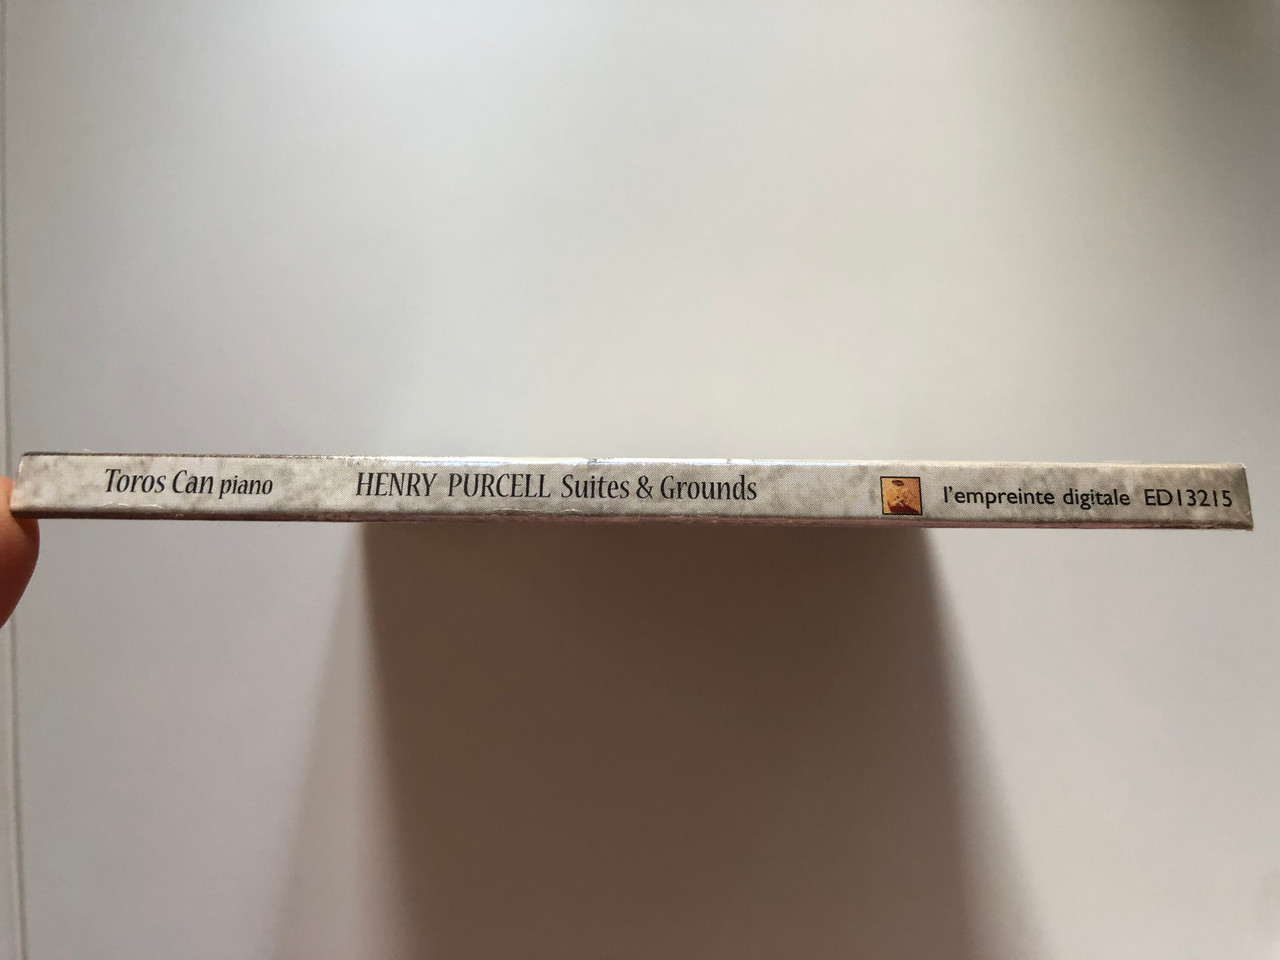 Toros Can piano HENRY PURCELL Suites & Grounds l'empreinte digitale ED13215